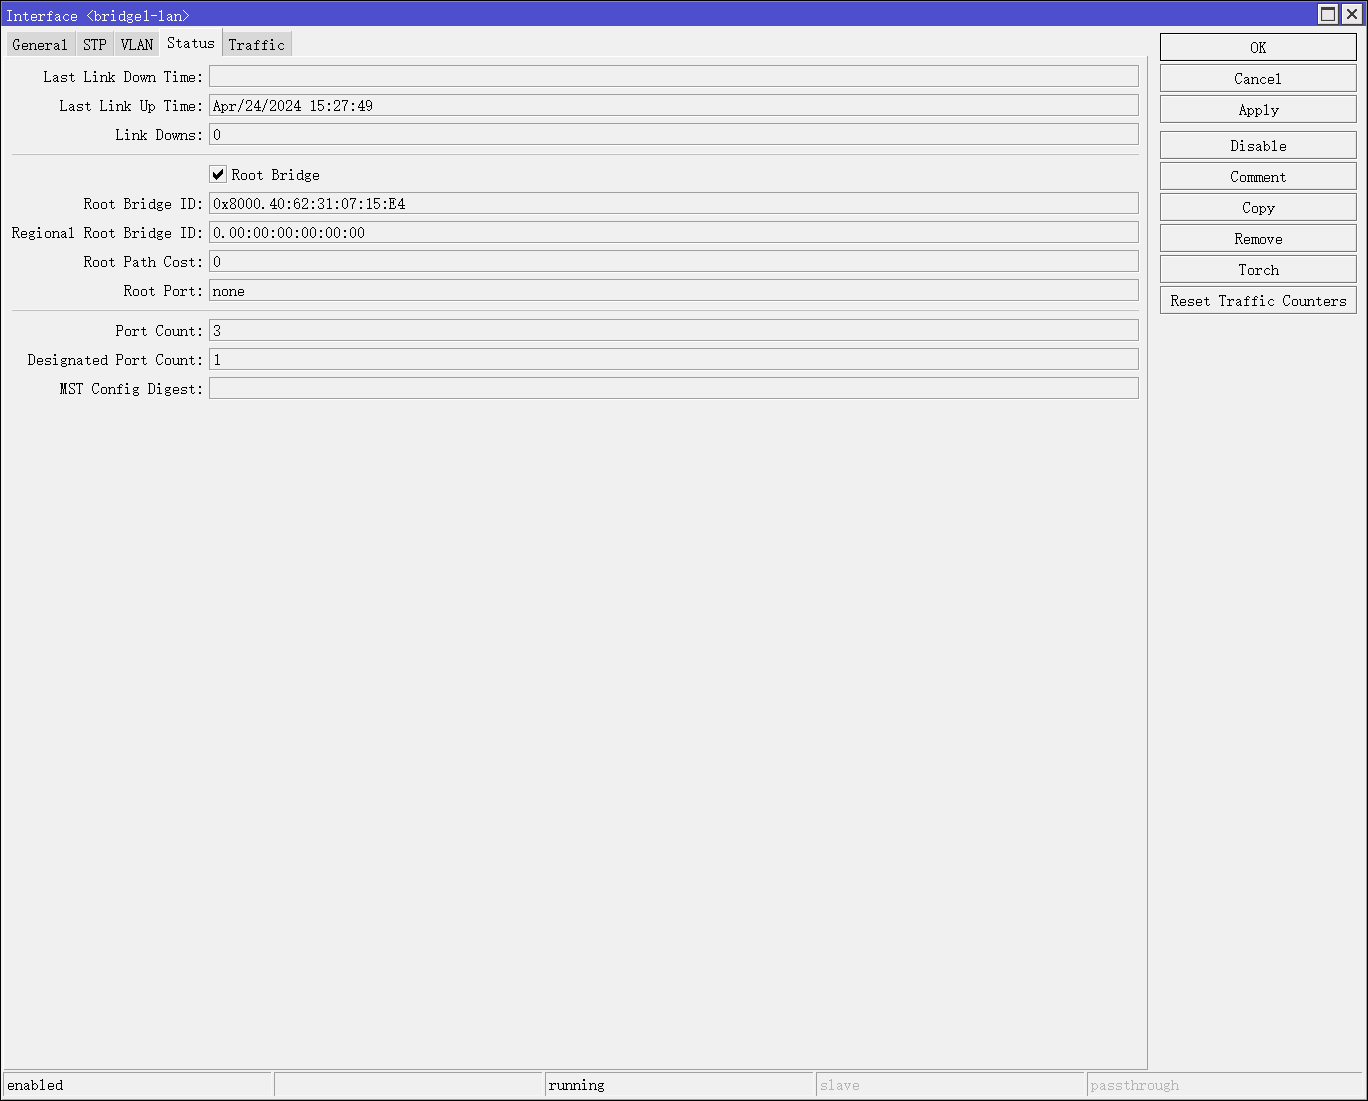 Interface <bridge1-lan>
General STP VLAN Status Traffic
Last Link Down Time:
Last Link Up Time: Apr/24/2024 15:27:49
Link Downs: 0
Root Bridge
Root Bridge ID: 0x8000.40:62:31:07:15:E4
Regional Root Bridge ID: 0.00:00:00:00:00:00
Root Path Cost: 0
Root Port: none
Port Count: 3
Designated Port Count: 1
MST Config Digest:
OK
Cancel
Apply
Disable
Comment
Copy
Remove
Torch
Reset Traffic Counters
enabled running slave passthrough